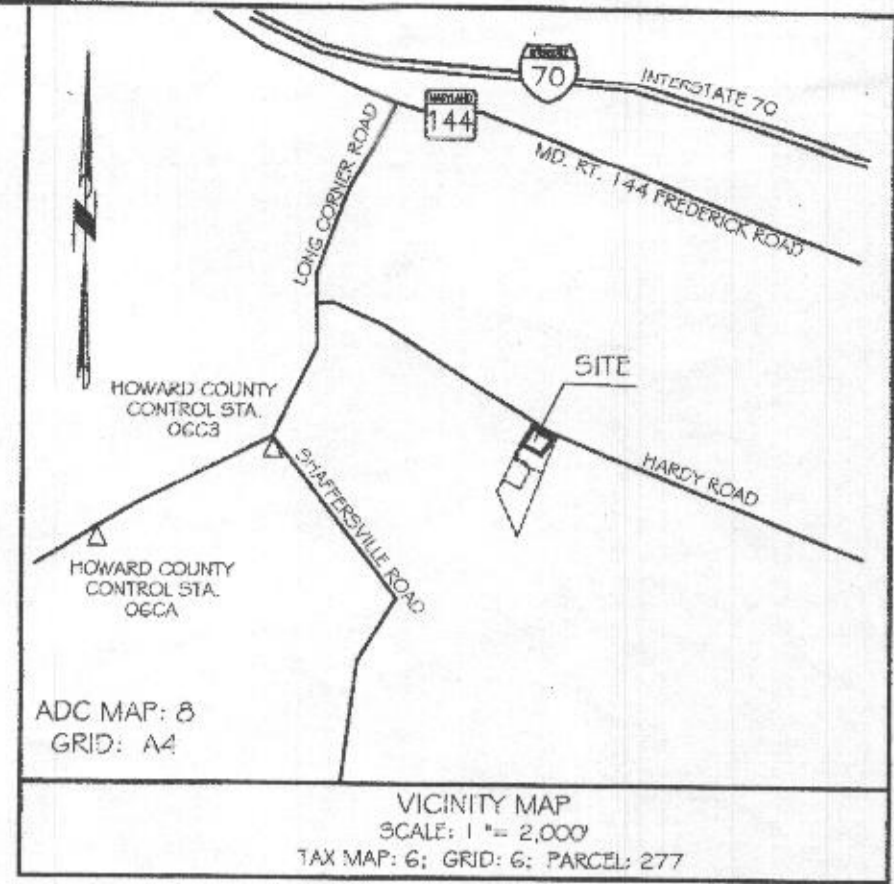 INTERSTATE
70
INTERSTATE 70
MARYLAND
144
MD. RT. 144 FREDERICK ROAD
LONG CORNER ROAD
SITE
HOWARD COUNTY
CONTROL STA.
06C3
HARDY ROAD
SHAFFERSVILLE ROAD
HOWARD COUNTY
CONTROL STA.
06CA
ADC MAP: 8
GRID: A4
VICINITY MAP
SCALE: 1 "= 2,000'
TAX MAP: 6; GRID: 6; PARCEL: 277